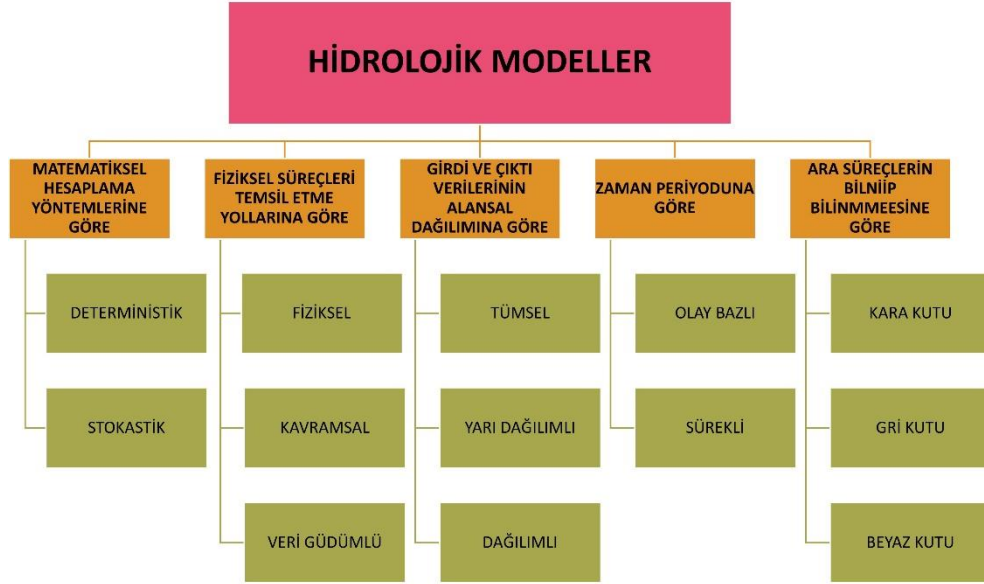 HİDROLOJİK MODELLER
MATEMATİKSEL
HESAPLAMA
YÖNTEMLERİNE
GÖRE
DETERMİNİSTİK
STOKASTİK
FİZİKSEL SÜREÇLERİ
TEMSİL ETME
YOLLARINA GÖRE
FİZİKSEL
KAVRAMSAL
VERİ GÜDÜMLÜ
GİRDİ VE ÇIKTI
VERİLERİNİN
ALANSAL
DAĞILIMINA GÖRE
TÜMSEL
YARI DAĞILIMLI
DAĞILIMLI
ZAMAN PERİYODUNA
GÖRE
OLAY BAZLI
SÜREKLİ
ARA SÜREÇLERİN
BİLNİİP
BİLİNMMEESİNE
GÖRE
KARA KUTU
GRİ KUTU
BEYAZ KUTU